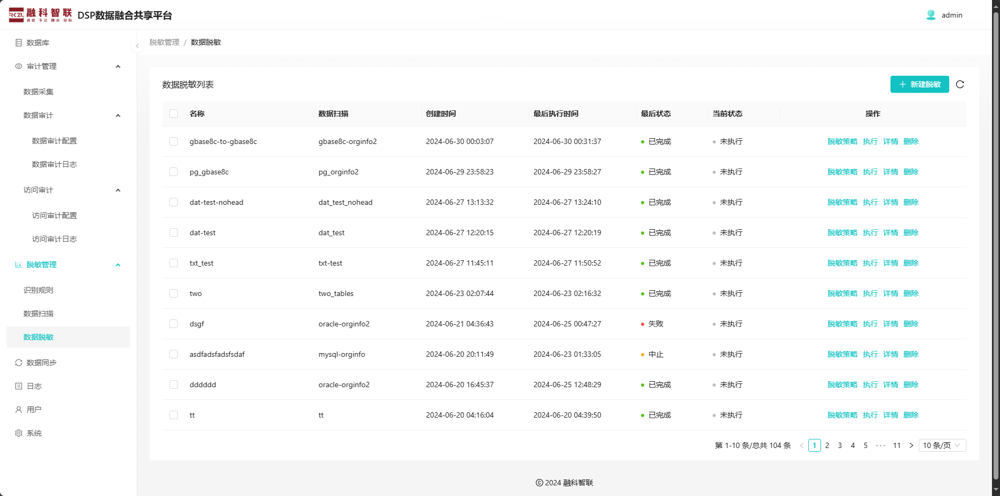 RKZL 融科智联 DSP数据融合共享平台 admin
诚信 专注 融合 创新
数据库
审计管理
数据采集
数据审计
数据审计配置
数据审计日志
访问审计
访问审计配置
访问审计日志
脱敏管理
识别规则
数据扫描
数据脱敏
数据同步
日志
用户
系统
脱敏管理 / 数据脱敏
数据脱敏列表 新建脱敏
名称 数据扫描 创建时间 最后执行时间 最后状态 当前状态 操作
gbase8c-to-gbase8c gbase8c-orginfo2 2024-06-30 00:03:07 2024-06-30 00:31:37 已完成 未执行 脱敏策略 执行 详情 删除
pg_gbase8c pg_orginfo2 2024-06-29 23:58:23 2024-06-29 23:58:27 已完成 未执行 脱敏策略 执行 详情 删除
dat-test-nohead dat_test_nohead 2024-06-27 13:13:32 2024-06-27 13:24:10 已完成 未执行 脱敏策略 执行 详情 删除
dat-test dat_test 2024-06-27 12:20:15 2024-06-27 12:20:19 已完成 未执行 脱敏策略 执行 详情 删除
txt_test txt-test 2024-06-27 11:45:11 2024-06-27 11:50:52 已完成 未执行 脱敏策略 执行 详情 删除
two two_tables 2024-06-23 02:07:44 2024-06-23 02:16:32 已完成 未执行 脱敏策略 执行 详情 删除
dsgf oracle-orginfo2 2024-06-21 04:36:43 2024-06-25 00:47:27 失败 未执行 脱敏策略 执行 详情 删除
asdfadsfadsfsdaf mysql-orginfo 2024-06-20 20:11:49 2024-06-23 01:33:05 中止 未执行 脱敏策略 执行 详情 删除
dddddd oracle-orginfo2 2024-06-20 16:45:37 2024-06-25 12:48:29 已完成 未执行 脱敏策略 执行 详情 删除
tt tt 2024-06-20 04:16:04 2024-06-20 04:39:50 已完成 未执行 脱敏策略 执行 详情 删除
第 1-10 条/总共 104 条 < 1 2 3 4 5 ••• 11 > 10 条/页
© 2024 融科智联